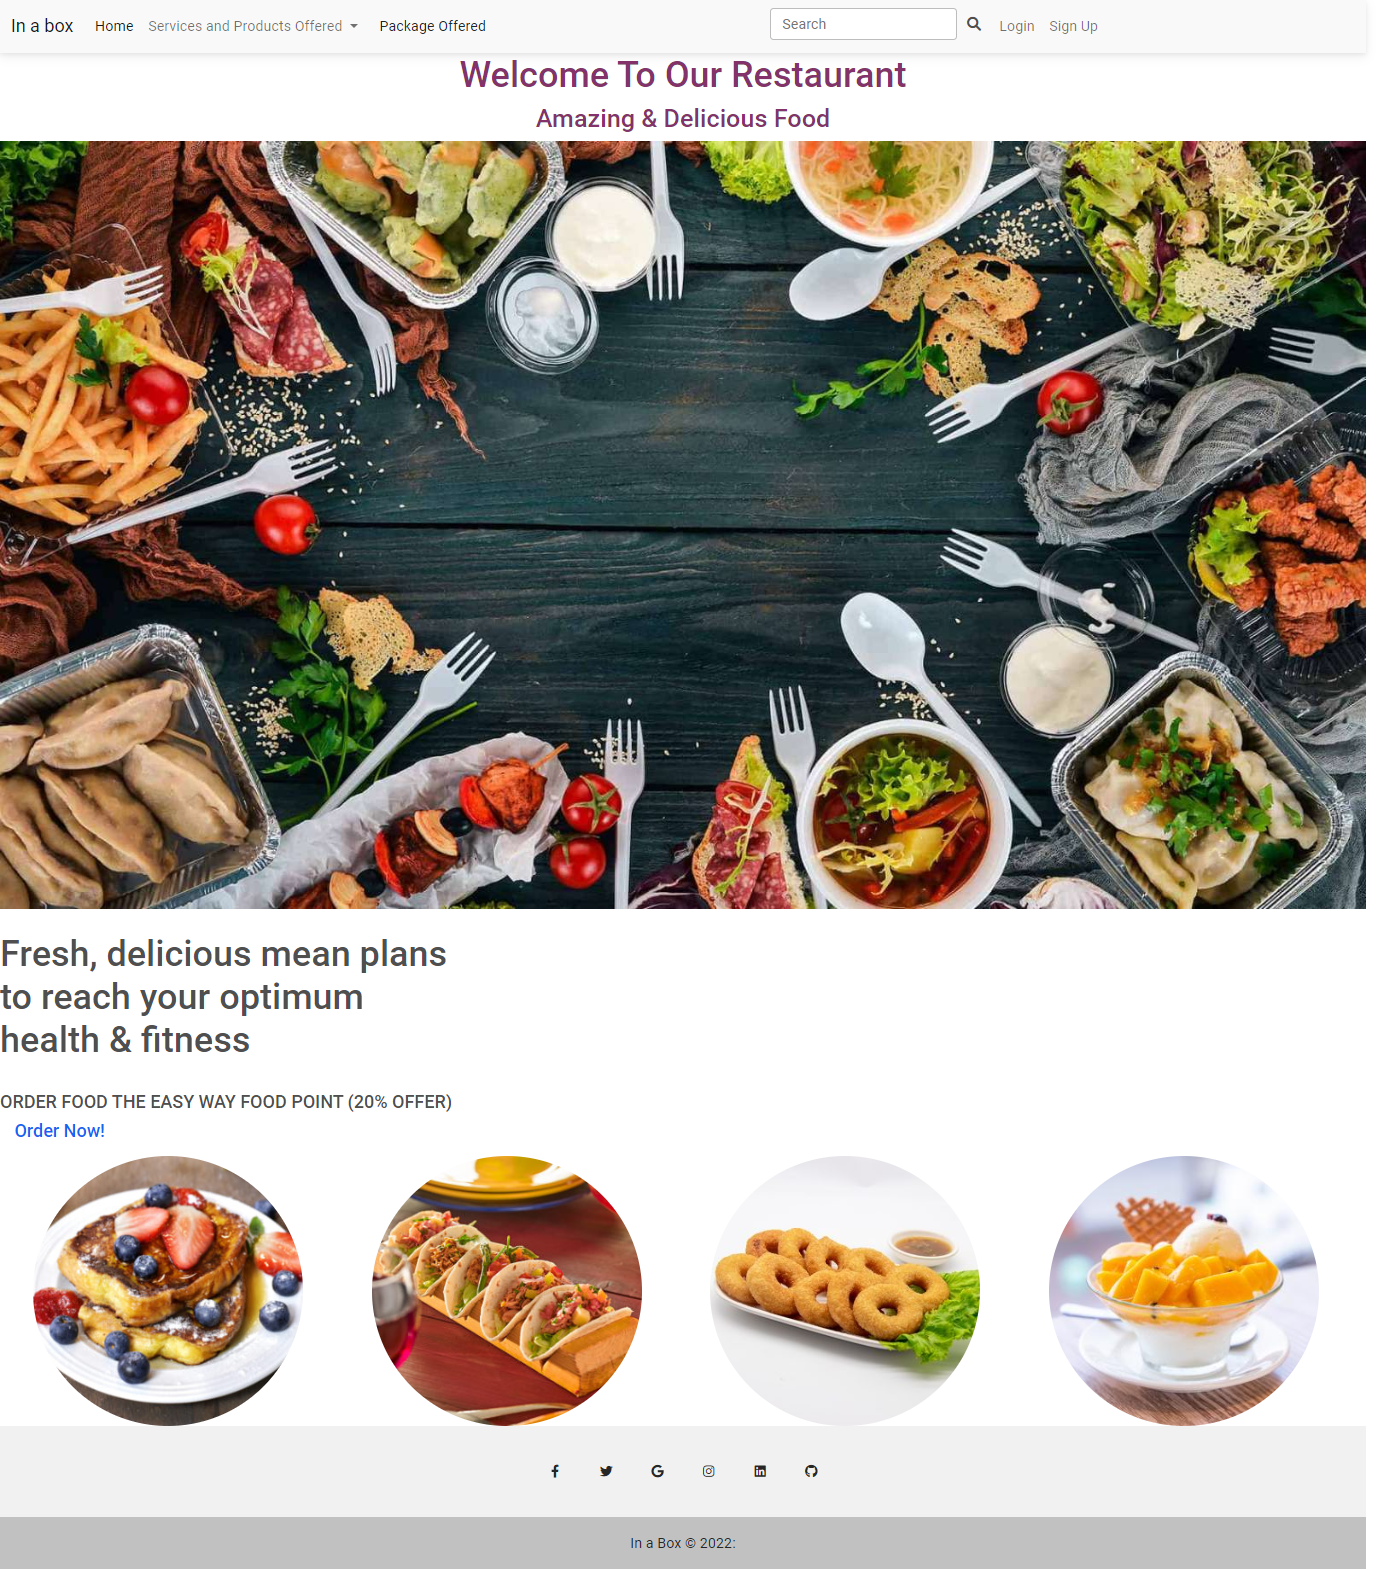 In a box Home Services and Products Offered Package Offered Search Login Sign Up
Welcome To Our Restaurant
Amazing & Delicious Food
Fresh, delicious mean plans
to reach your optimum
health & fitness
ORDER FOOD THE EASY WAY FOOD POINT (20% OFFER)
Order Now!
In a Box © 2022: